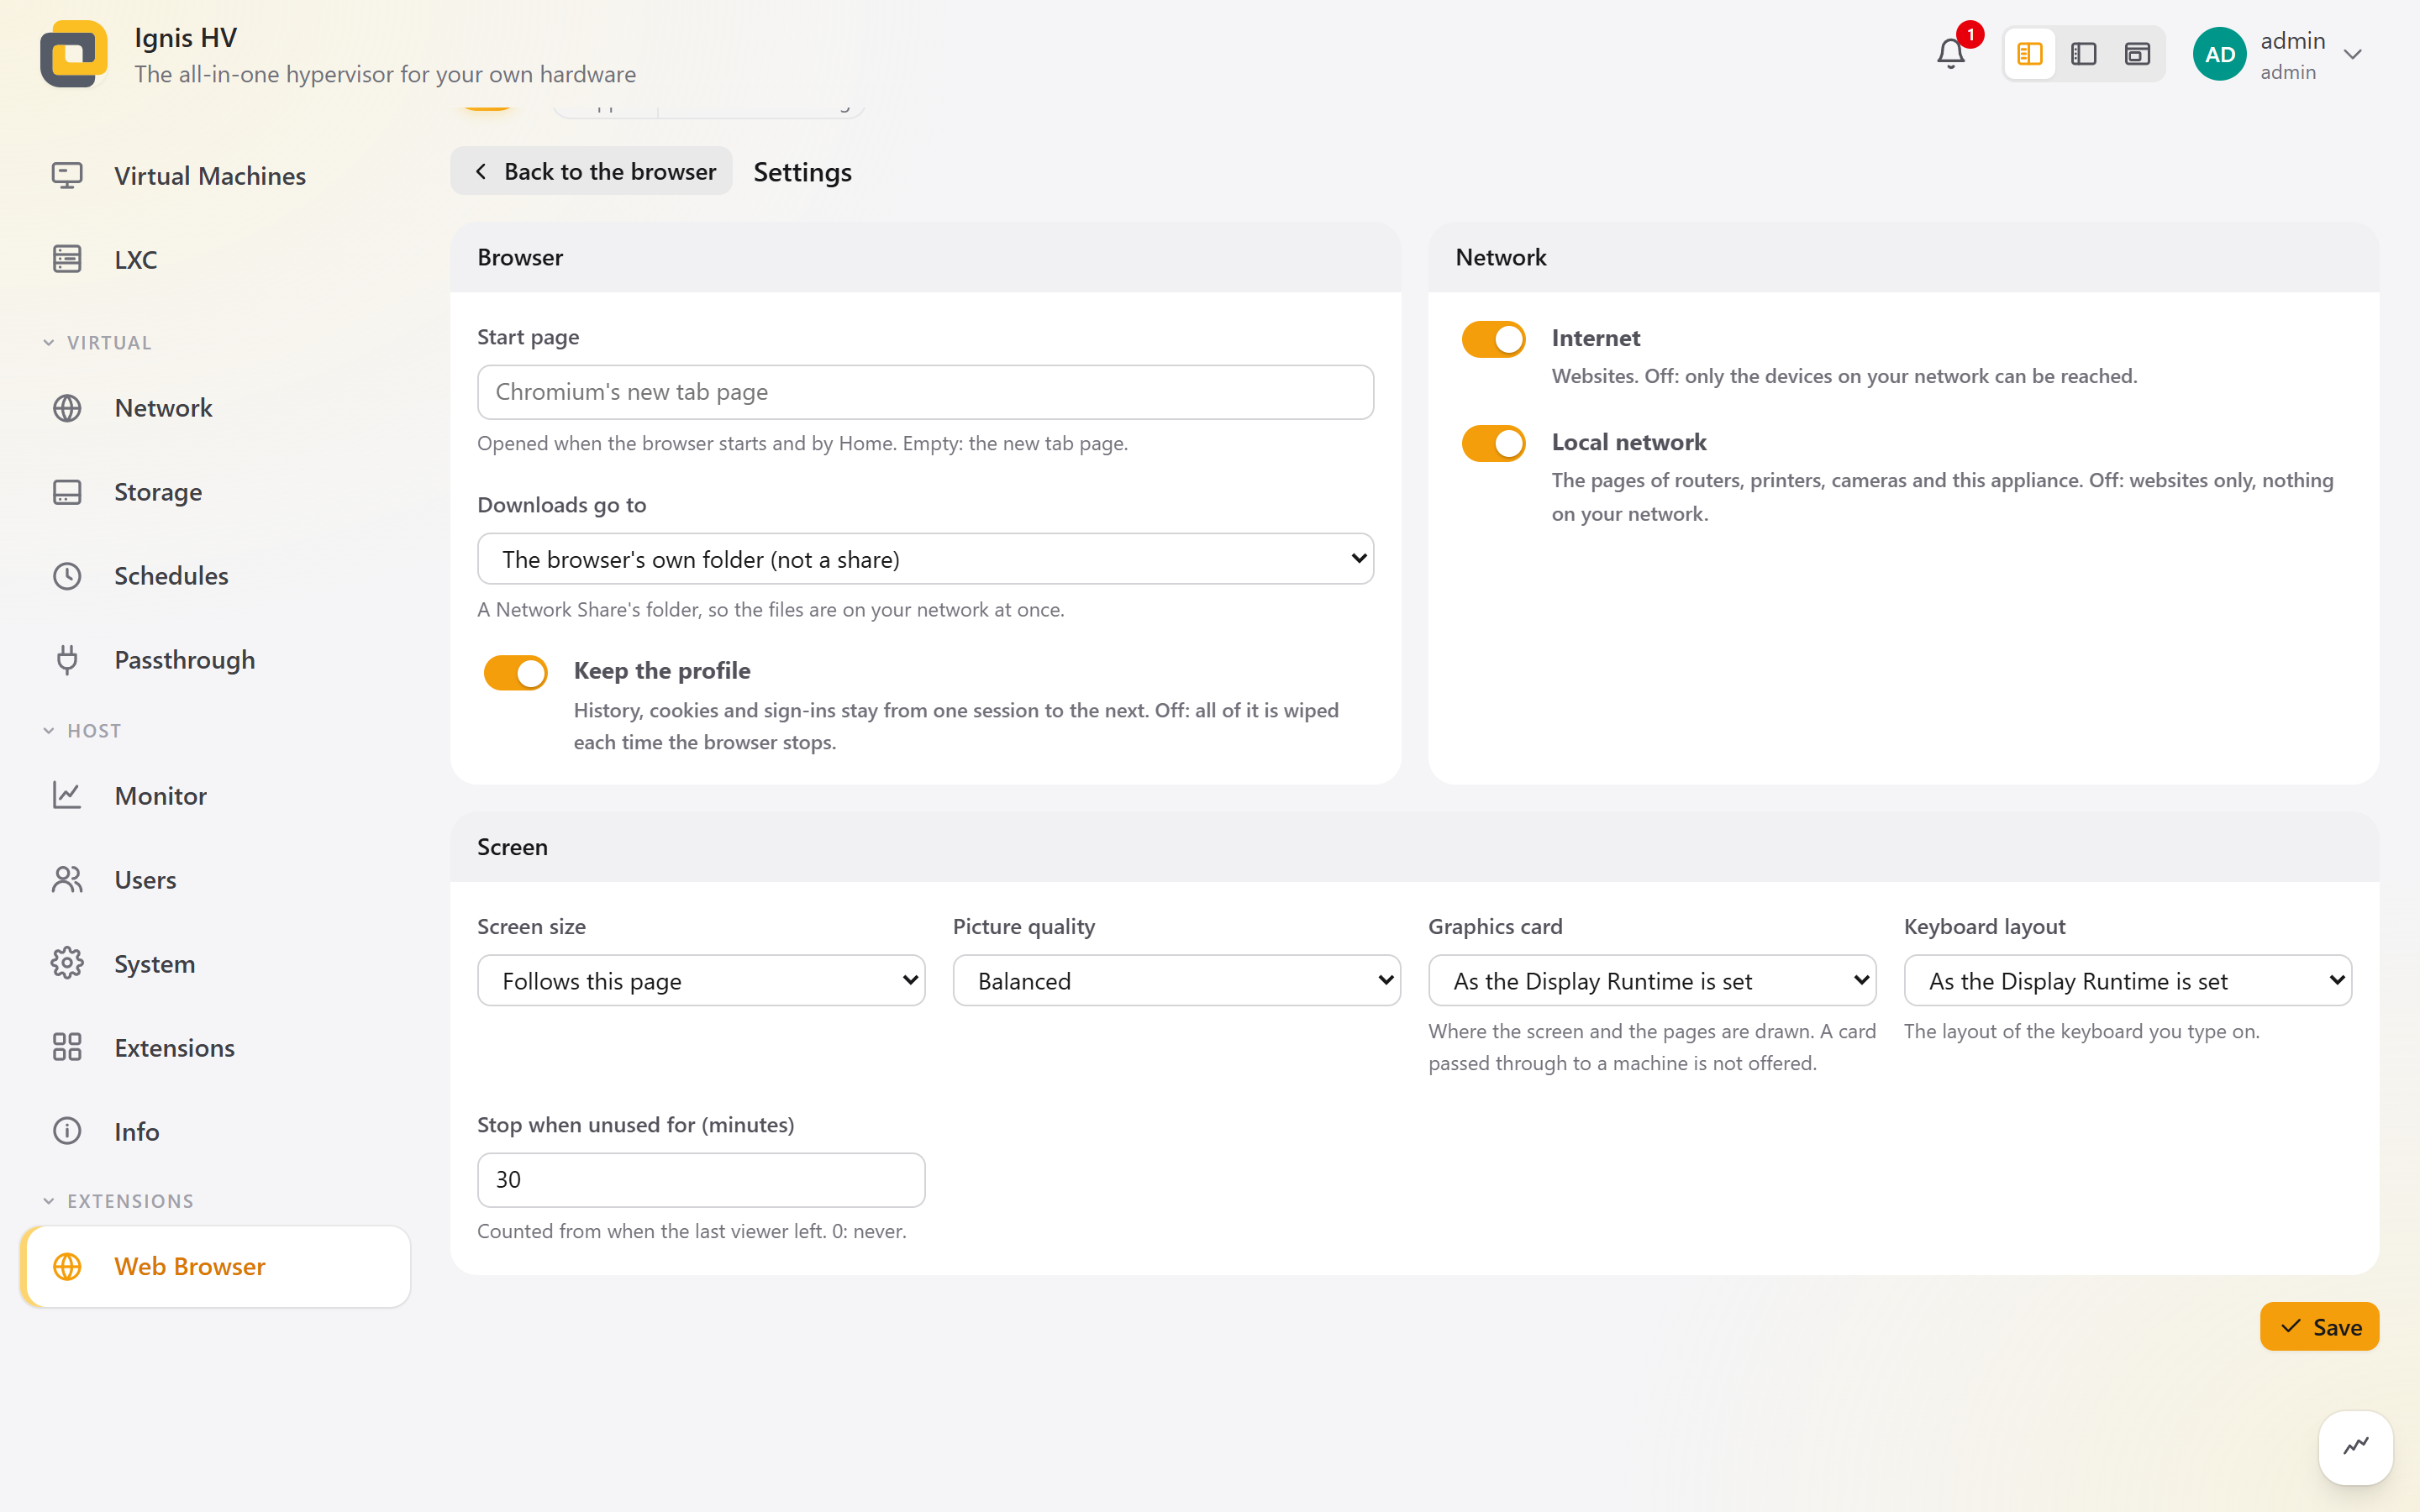 Ignis HV
The all-in-one hypervisor for your own hardware
1
AD
admin
admin
Virtual Machines
LXC
VIRTUAL
Network
Storage
Schedules
Passthrough
HOST
Monitor
Users
System
Extensions
Info
EXTENSIONS
Web Browser
Back to the browser
Settings
Browser
Start page
Chromium's new tab page
Opened when the browser starts and by Home. Empty: the new tab page.
Downloads go to
The browser's own folder (not a share)
A Network Share's folder, so the files are on your network at once.
Keep the profile
History, cookies and sign-ins stay from one session to the next. Off: all of it is wiped
each time the browser stops.
Network
Internet
Websites. Off: only the devices on your network can be reached.
Local network
The pages of routers, printers, cameras and this appliance. Off: websites only, nothing
on your network.
Screen
Screen size
Follows this page
Picture quality
Balanced
Graphics card
As the Display Runtime is set
Where the screen and the pages are drawn. A card
passed through to a machine is not offered.
Keyboard layout
As the Display Runtime is set
The layout of the keyboard you type on.
Stop when unused for (minutes)
30
Counted from when the last viewer left. 0: never.
Save